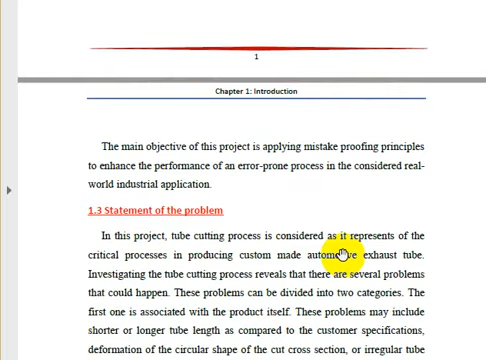 1
Chapter 1: Introduction
The main objective of this project is applying mistake proofing principles
to enhance the performance of an error-prone process in the considered real-
world industrial application.
1.3 Statement of the problem
In this project, tube cutting process is considered as it represents of the
critical processes in producing custom made automotive exhaust tube.
Investigating the tube cutting process reveals that there are several problems
that could happen. These problems can be divided into two categories. The
first one is associated with the product itself. These problems may include
shorter or longer tube length as compared to the customer specifications,
deformation of the circular shape of the cut cross section, or irregular tube